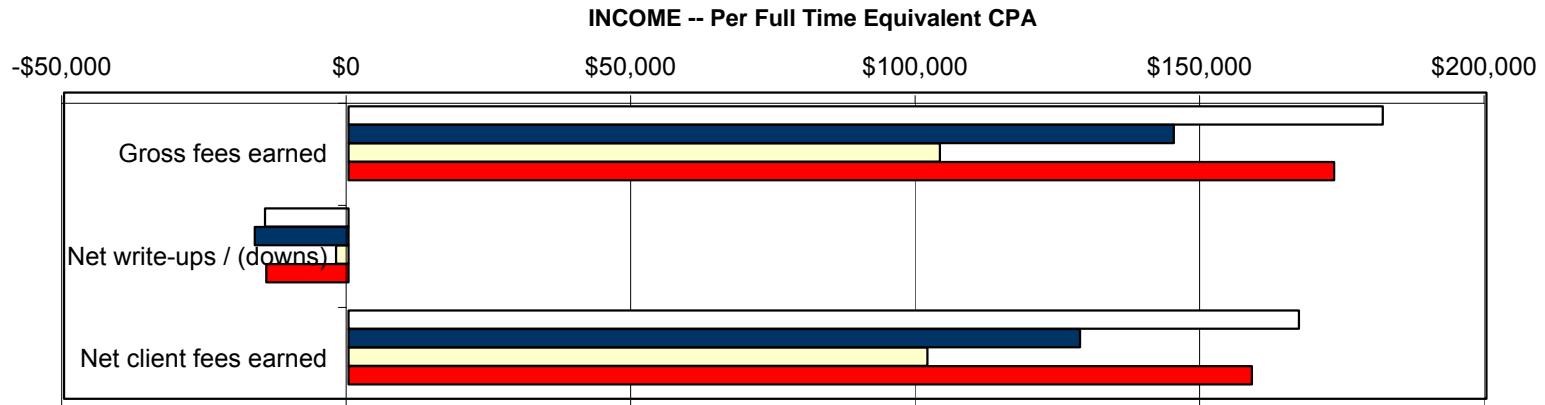 INCOME -- Per Full Time Equivalent CPA
-$50,000 $0 $50,000 $100,000 $150,000 $200,000
Gross fees earned
Net write-ups / (downs)
Net client fees earned